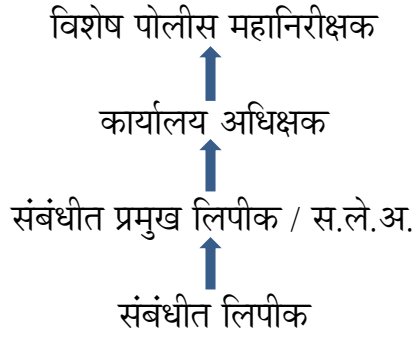 विशेष पोलीस महानिरीक्षक
कार्यालय अधिक्षक
संबंधीत प्रमुख लिपीक / स.ले.अ.
संबंधीत लिपीक